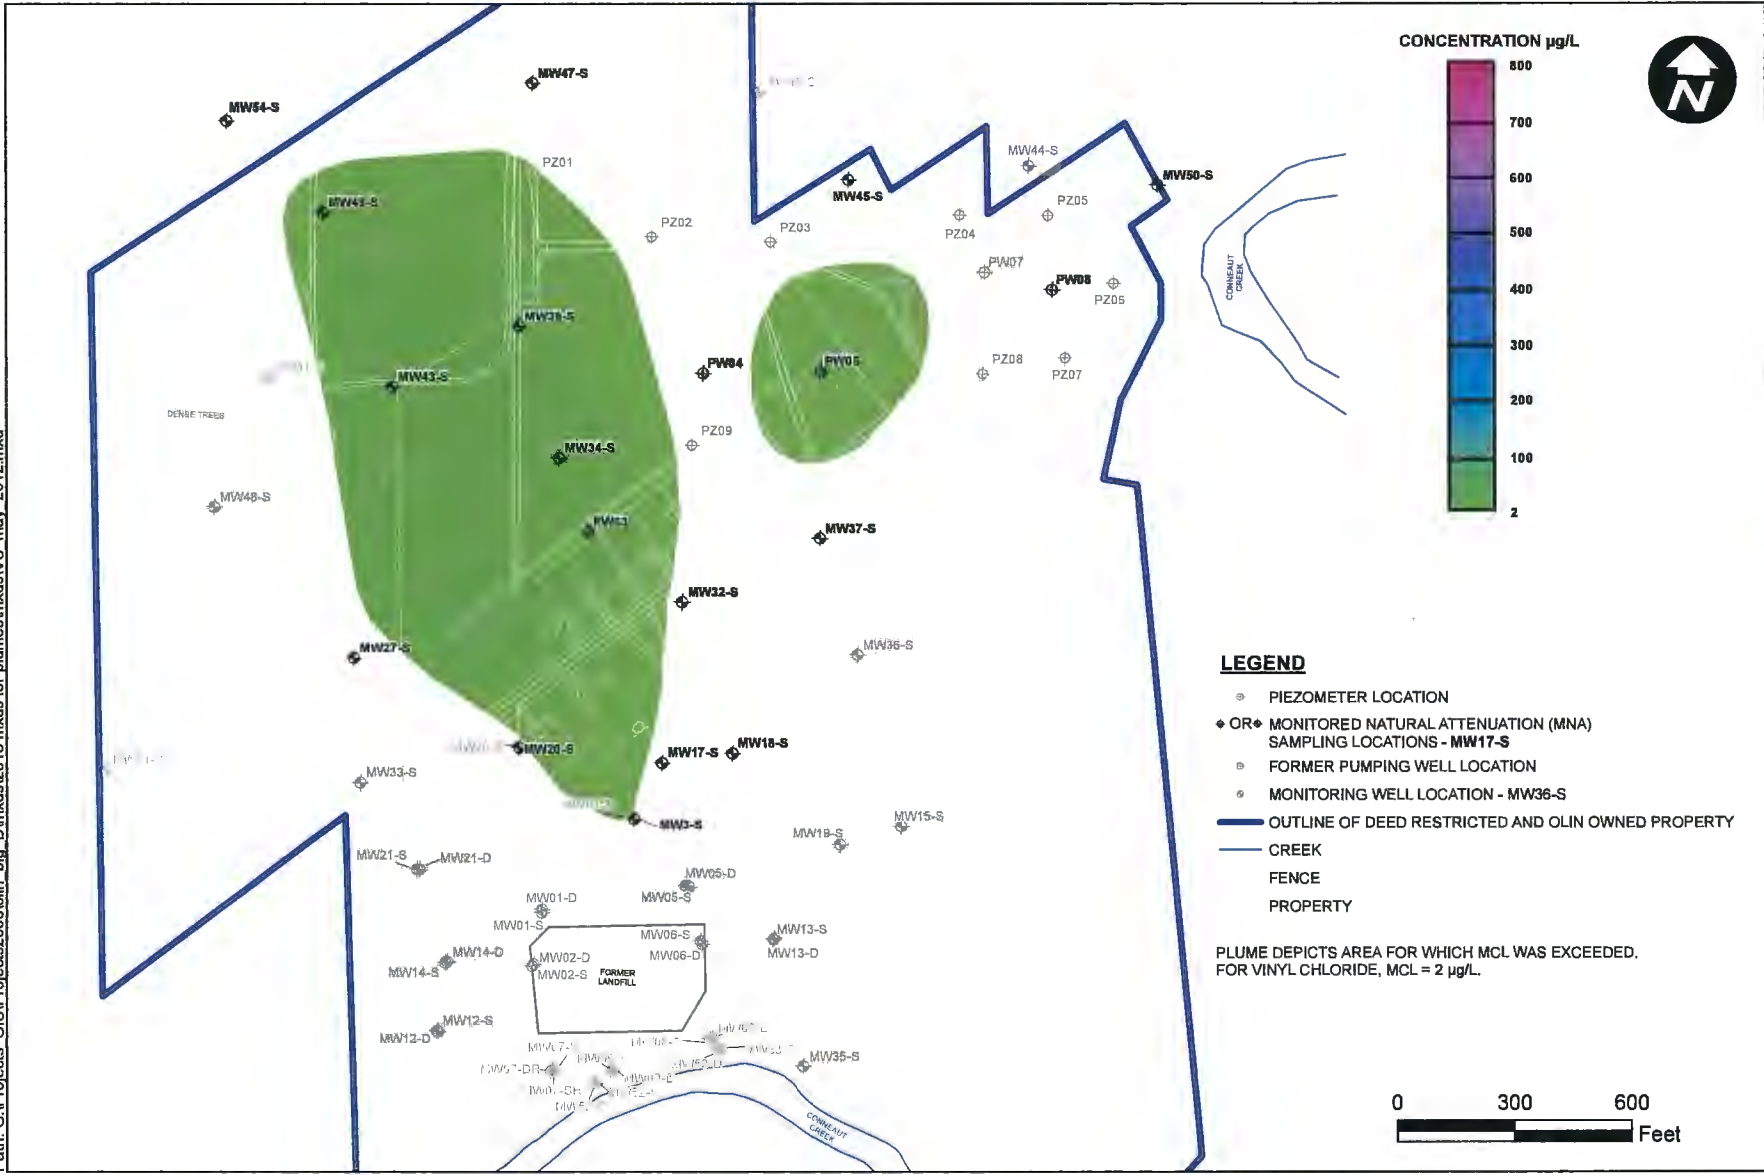 CONCENTRATION µg/L
800
700
600
500
400
300
200
100
2
N
MW47-S
MW54-S
PZ01
MW44-S
MW50-S
MW45-S
PZ05
PZ02
PZ03
PZ04
PW07
PW08
PZ06
CONNEAUT
CREEK
MW39-S
MW43-S
PW04
PW05
PZ08
PZ07
DENSE TREES
PZ09
MW34-S
MW48-S
MW37-S
MW32-S
MW27-S
MW36-S
MW20-S
MW17-S
MW18-S
MW33-S
MW3-S
MW15-S
MW19-S
MW21-S
MW21-D
MW05-D
MW05-S
MW01-D
MW01-S
MW06-S
MW06-D
MW13-S
MW13-D
MW14-D
MW14-S
MW02-D
MW02-S
FORMER
LANDFILL
MW12-S
MW12-D
MW35-S
CONNEAUT
CREEK
LEGEND
PIEZOMETER LOCATION
OR MONITORED NATURAL ATTENUATION (MNA)
SAMPLING LOCATIONS - MW17-S
FORMER PUMPING WELL LOCATION
MONITORING WELL LOCATION - MW36-S
OUTLINE OF DEED RESTRICTED AND OLIN OWNED PROPERTY
CREEK
FENCE
PROPERTY
PLUME DEPICTS AREA FOR WHICH MCL WAS EXCEEDED.
FOR VINYL CHLORIDE, MCL = 2 µg/L.
0 300 600
Feet